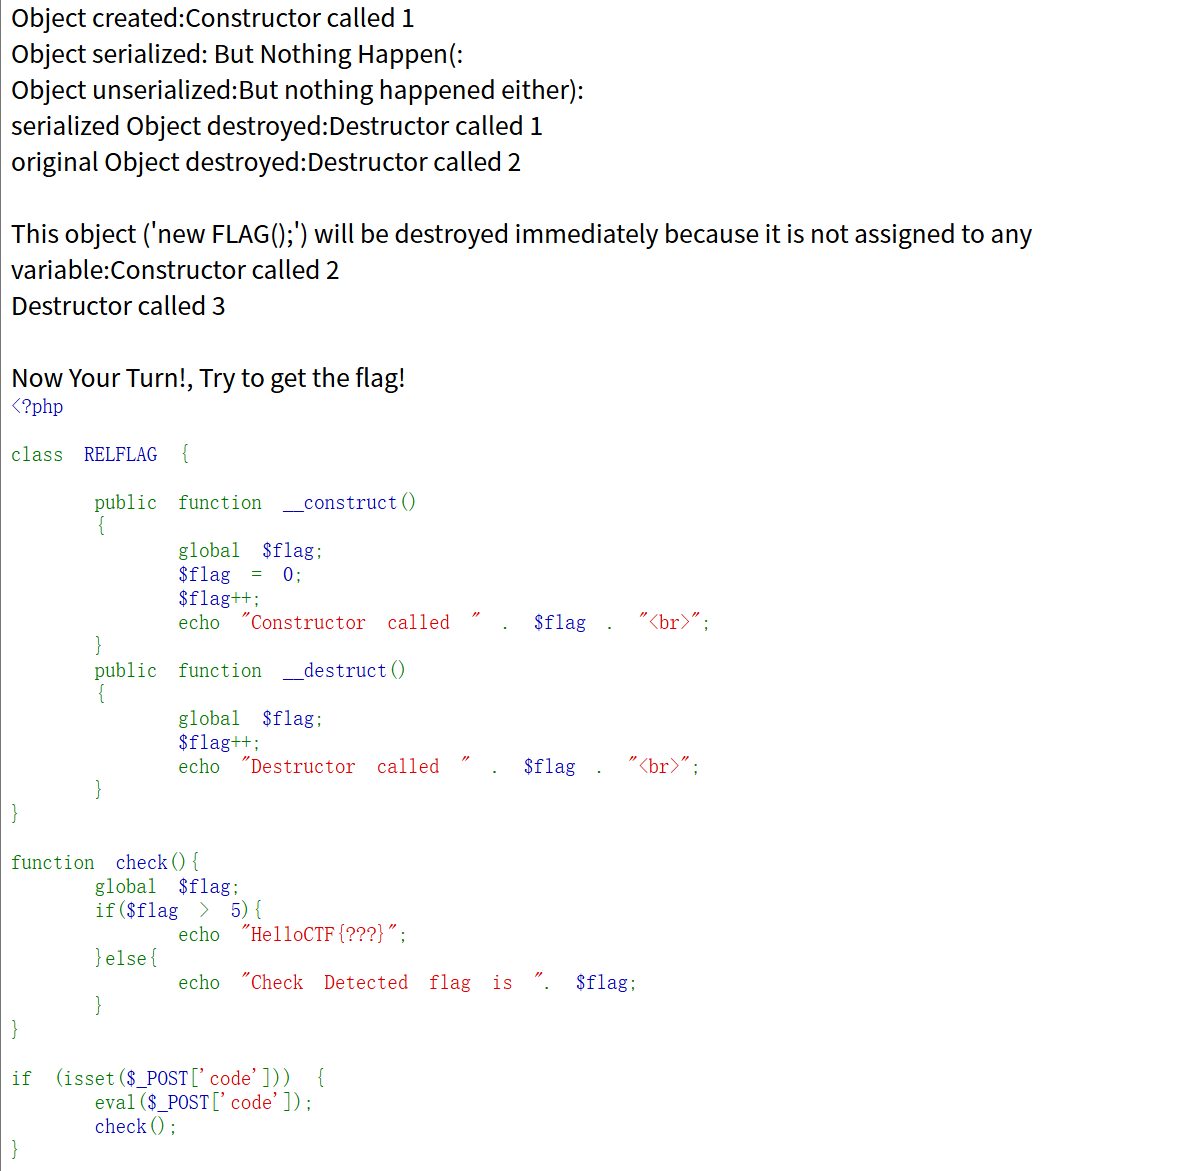 Object created:Constructor called 1
Object serialized: But Nothing Happen(:
Object unserialized:But nothing happened either):
serialized Object destroyed:Destructor called 1
original Object destroyed:Destructor called 2
This object ('new FLAG();') will be destroyed immediately because it is not assigned to any
variable:Constructor called 2
Destructor called 3
Now Your Turn!, Try to get the flag!
<?php
class RELFLAG {
public function __construct()
{
global $flag;
$flag = 0;
$flag++;
echo "Constructor called " . $flag . "<br>";
}
public function __destruct()
{
global $flag;
$flag++;
echo "Destructor called " . $flag . "<br>";
}
}
function check(){
global $flag;
if($flag > 5){
echo "HelloCTF{???}";
}else{
echo "Check Detected flag is ". $flag;
}
}
if (isset($_POST['code'])) {
eval($_POST['code']);
check();
}